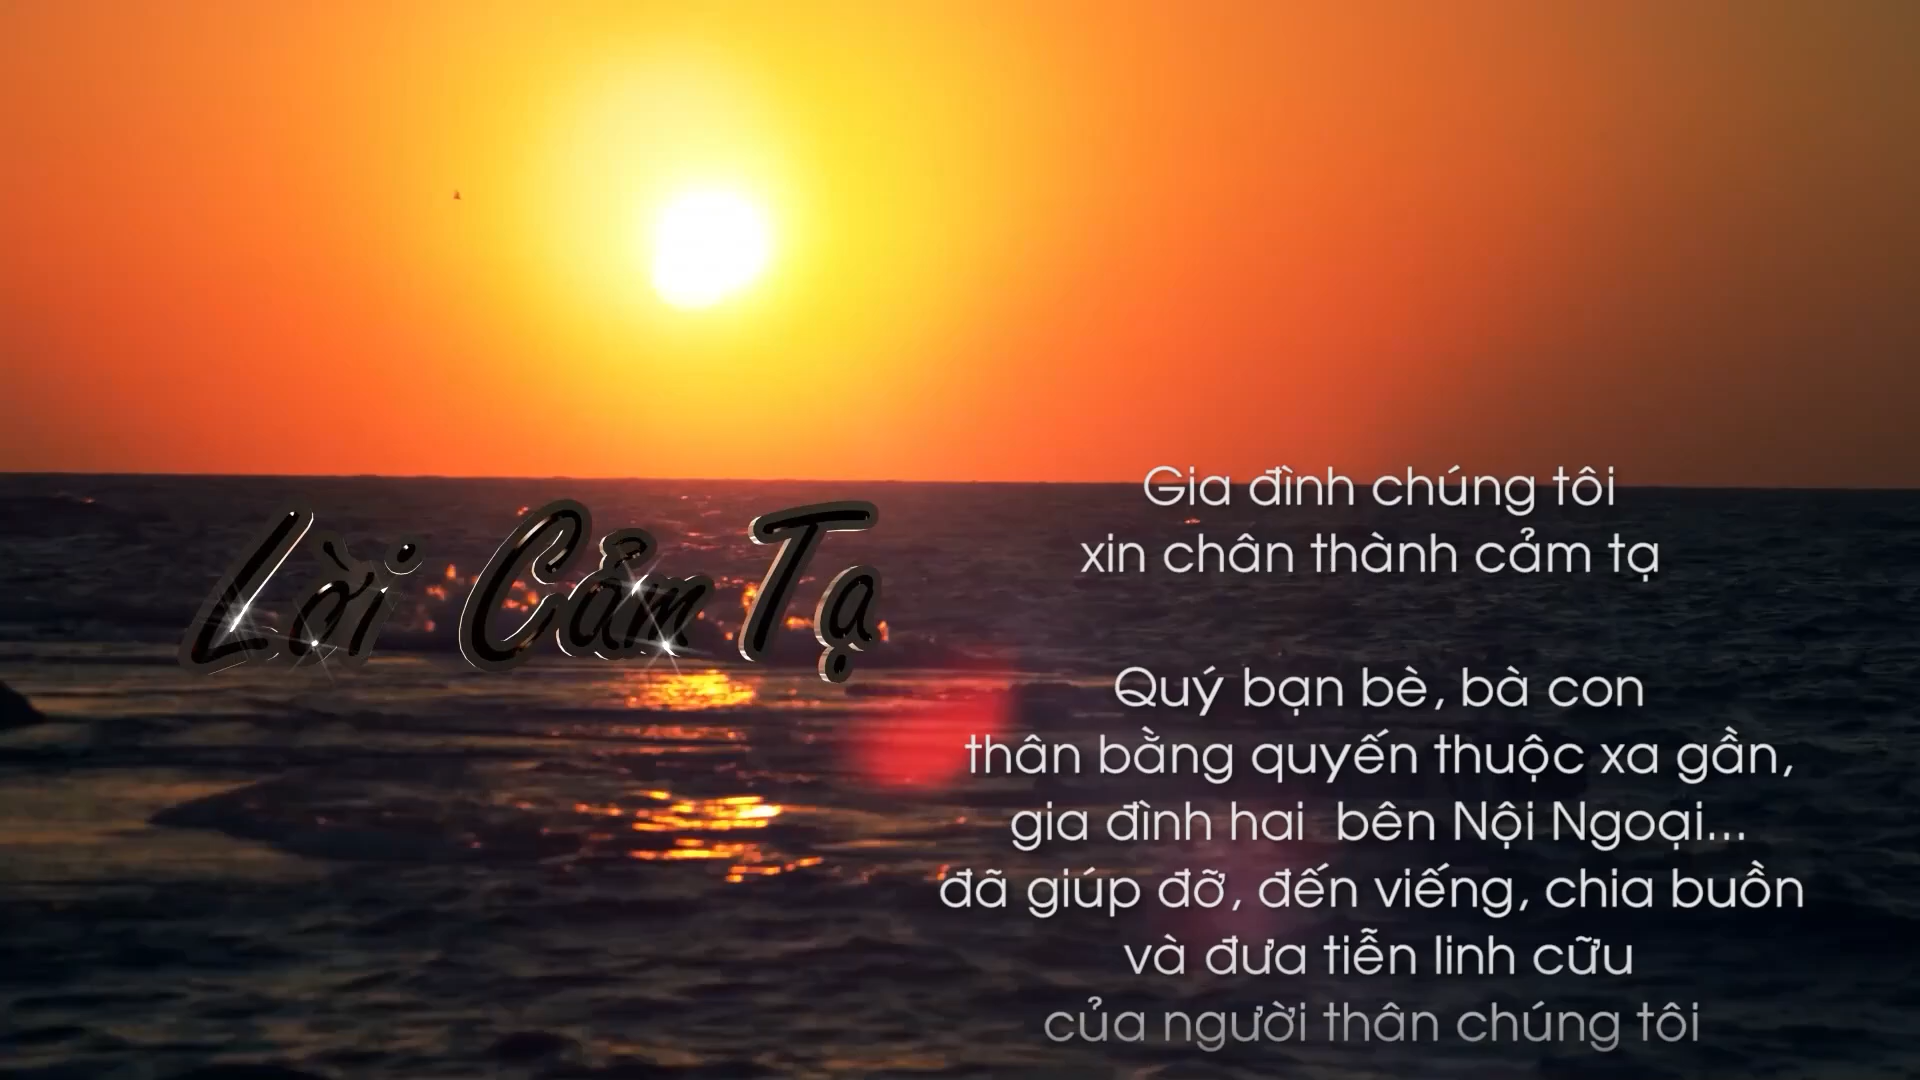 Lời Cảm Tạ
Gia đình chúng tôi
xin chân thành cảm tạ
Quý bạn bè, bà con
thân bằng quyến thuộc xa gần,
gia đình hai bên Nội Ngoại...
đã giúp đỡ, đến viếng, chia buồn
và đưa tiễn linh cữu
của người thân chúng tôi